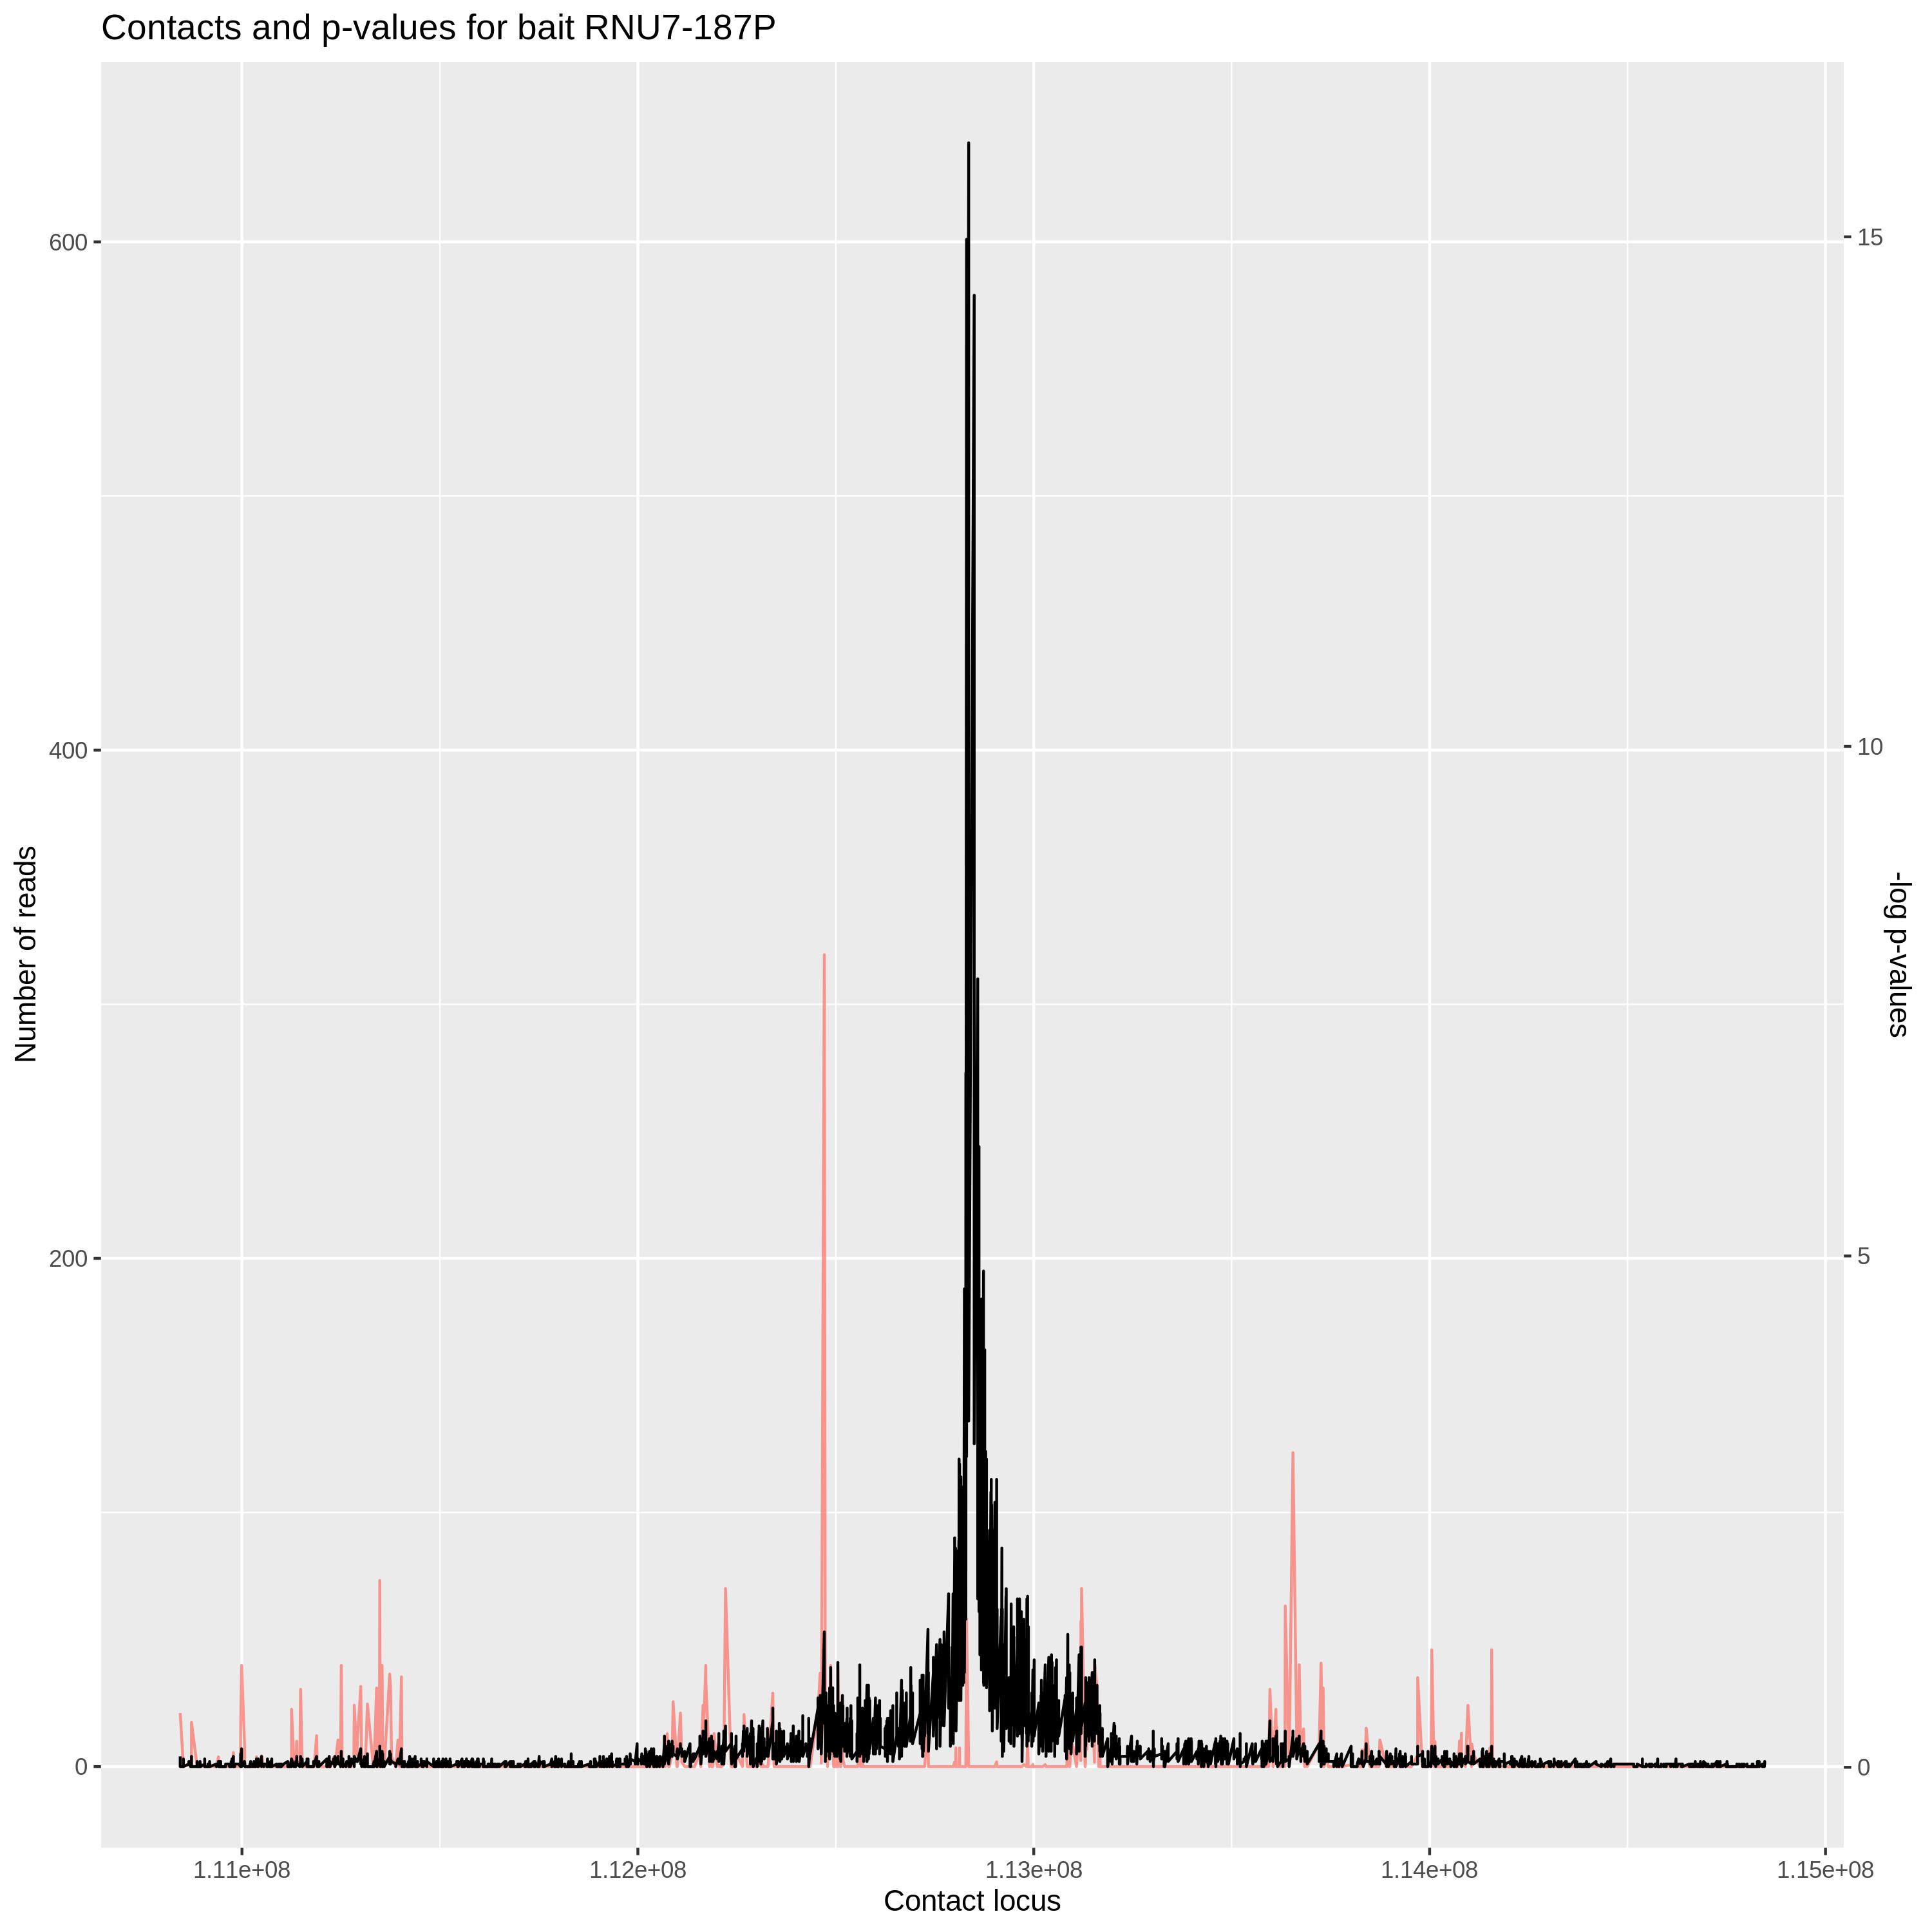 Contacts and p-values for bait RNU7-187P
600
400
200
0
Number of reads
15
10
5
0
-log p-values
1.11e+08
1.12e+08
1.13e+08
1.14e+08
1.15e+08
Contact locus